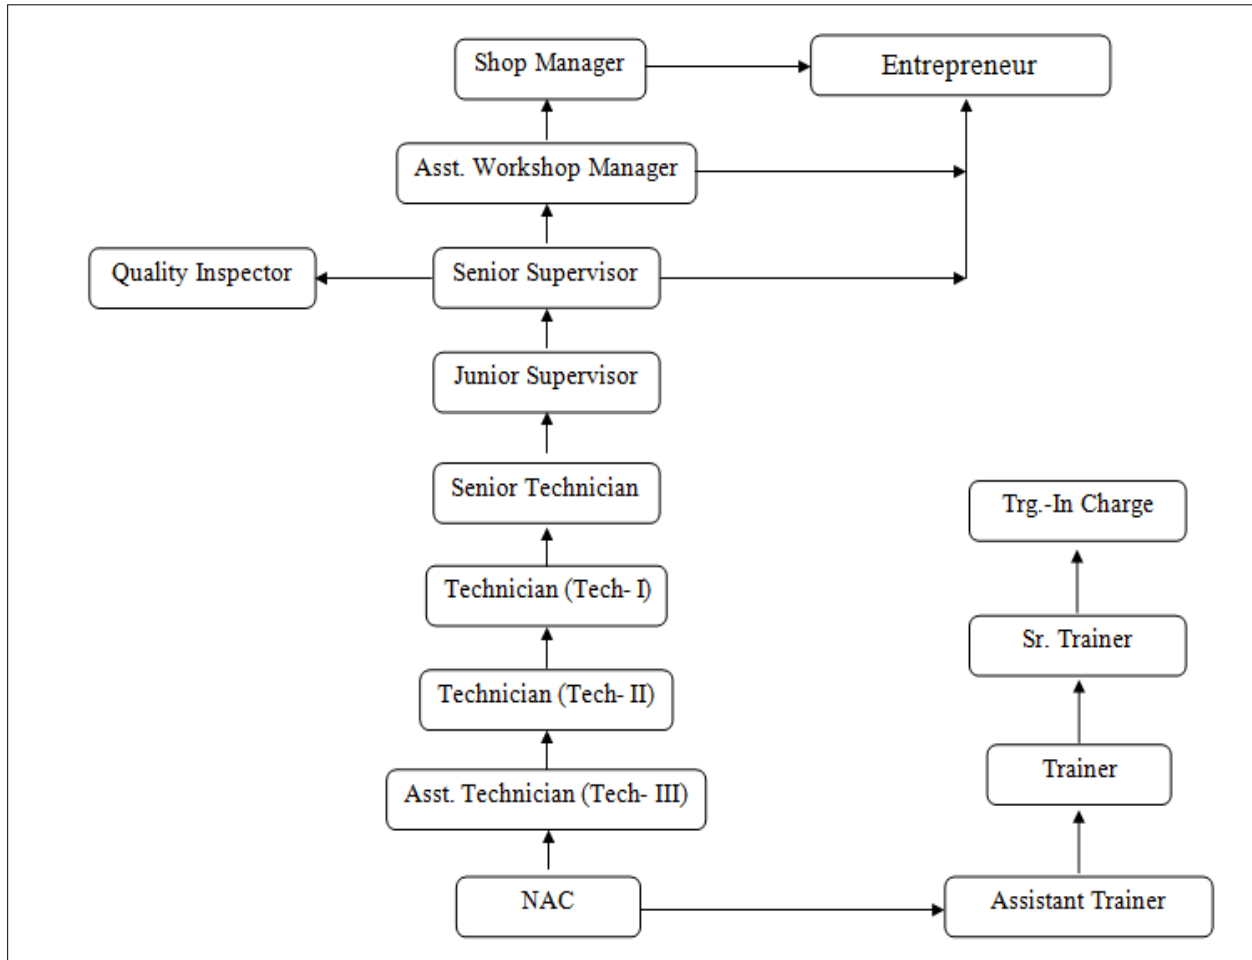 Shop Manager
Entrepreneur
Asst. Workshop Manager
Quality Inspector
Senior Supervisor
Junior Supervisor
Senior Technician
Trg.-In Charge
Technician (Tech- I)
Sr. Trainer
Technician (Tech- II)
Trainer
Asst. Technician (Tech- III)
NAC
Assistant Trainer